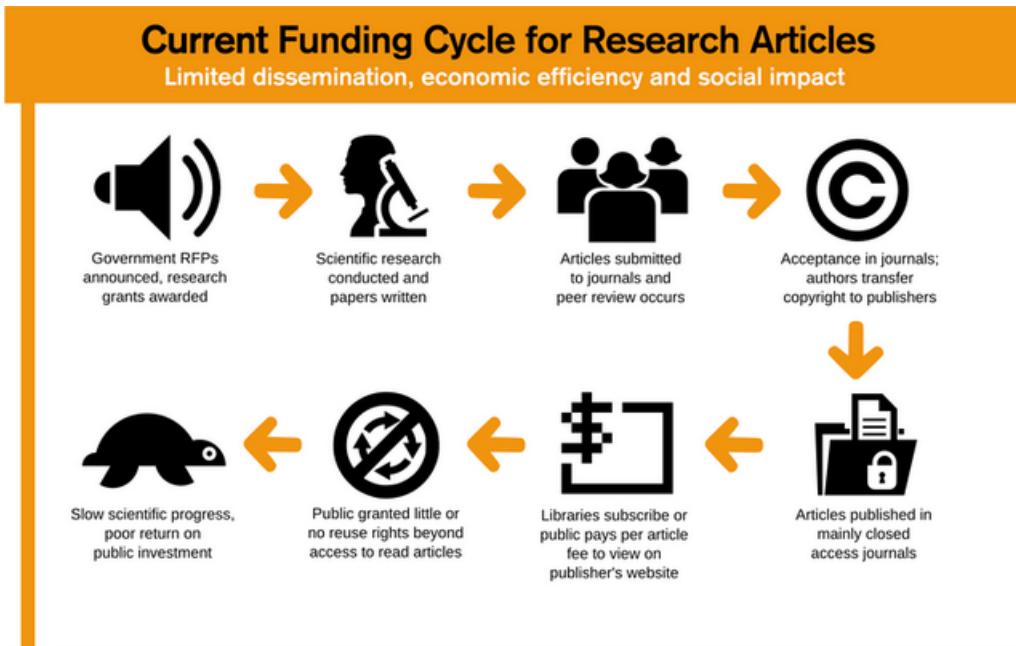 Current Funding Cycle for Research Articles
Limited dissemination, economic efficiency and social impact
Government RFPs
announced, research
grants awarded
Scientific research
conducted and
papers written
Articles submitted
to journals and
peer review occurs
Acceptance in journals;
authors transfer
copyright to publishers
Articles published in
mainly closed
access journals
Libraries subscribe or
public pays per article
fee to view on
publisher's website
Public granted little or
no reuse rights beyond
access to read articles
Slow scientific progress,
poor return on
public investment